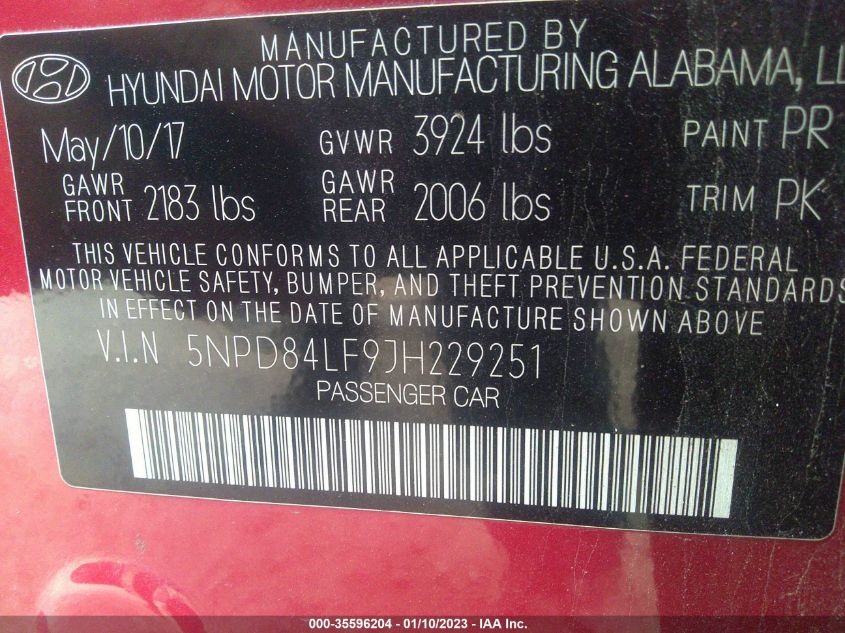 MANUFACTURED BY
HYUNDAI MOTOR MANUFACTURING ALABAMA, LL
May/10/17 GVWR 3924 lbs PAINT PR
GAWR FRONT 2183 lbs GAWR REAR 2006 lbs TRIM PK
THIS VEHICLE CONFORMS TO ALL APPLICABLE U.S.A. FEDERAL
MOTOR VEHICLE SAFETY, BUMPER, AND THEFT PREVENTION STANDARDS
IN EFFECT ON THE DATE OF MANUFACTURE SHOWN ABOVE
V.I.N 5NPD84LF9JH229251
PASSENGER CAR
000-35596204 - 01/10/2023 - IAA Inc.